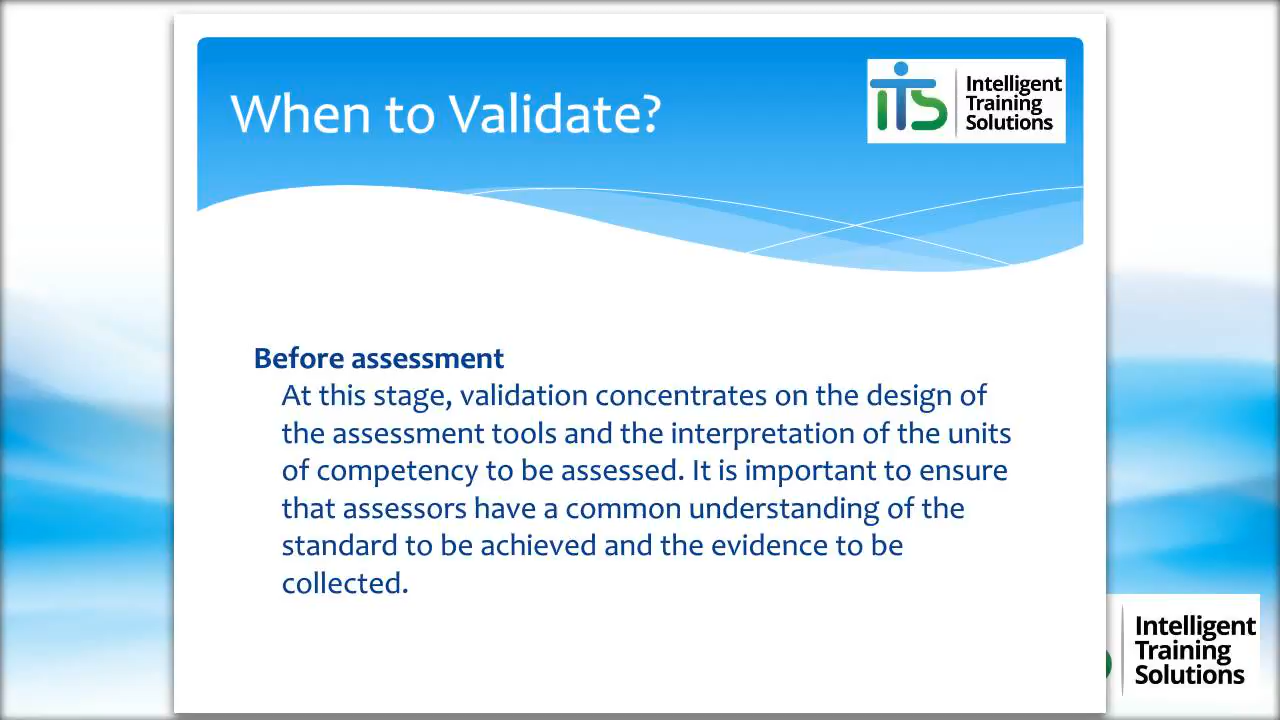 When to Validate?
iTS
Intelligent
Training
Solutions
Before assessment
At this stage, validation concentrates on the design of
the assessment tools and the interpretation of the units
of competency to be assessed. It is important to ensure
that assessors have a common understanding of the
standard to be achieved and the evidence to be
collected.
Intelligent
Training
Solutions